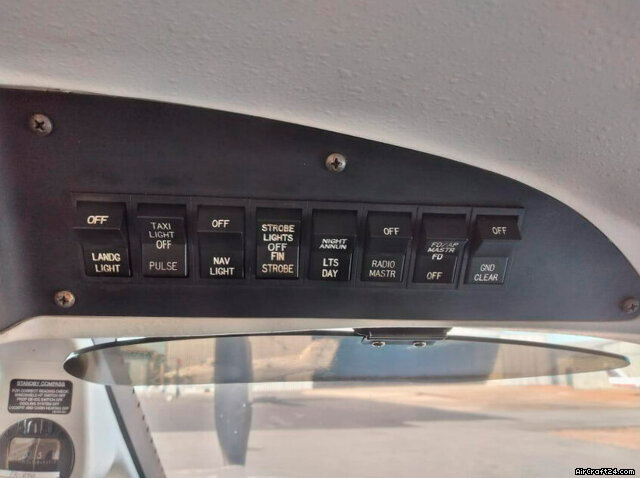 OFF
LANDG
LIGHT
TAXI
LIGHT
OFF
PULSE
OFF
NAV
LIGHT
STROBE
LIGHTS
OFF
FIN
STROBE
NIGHT
ANNUN
LTS
DAY
OFF
RADIO
MASTR
FD/AP
MASTR
FD
OFF
OFF
GND
CLEAR
STANDBY COMPASS
AirCraft24.com